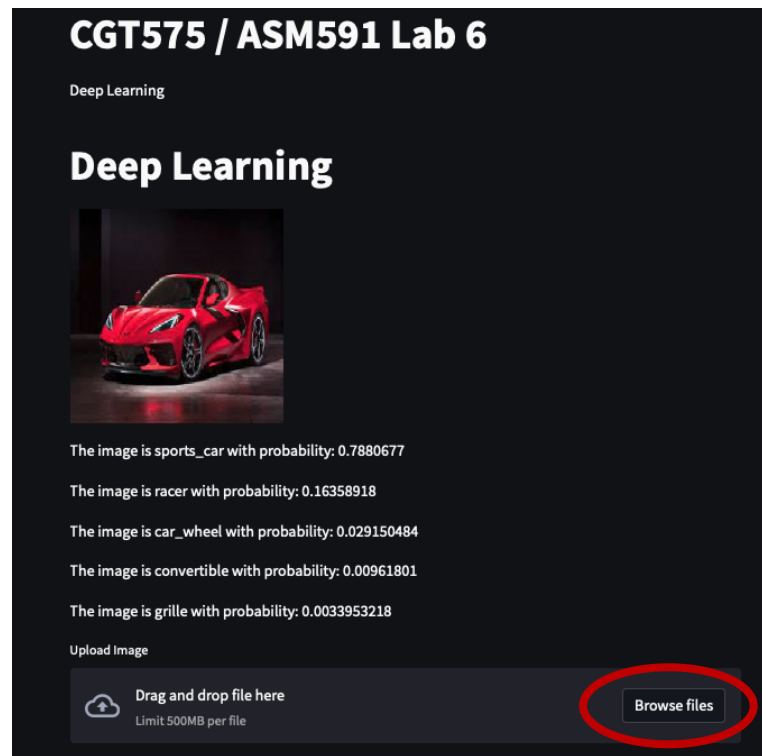 CGT575 / ASM591 Lab 6
Deep Learning
Deep Learning
The image is sports_car with probability: 0.7880677
The image is racer with probability: 0.16358918
The image is car_wheel with probability: 0.029150484
The image is convertible with probability: 0.00961801
The image is grille with probability: 0.0033953218
Upload Image
Drag and drop file here
Limit 500MB per file
Browse files